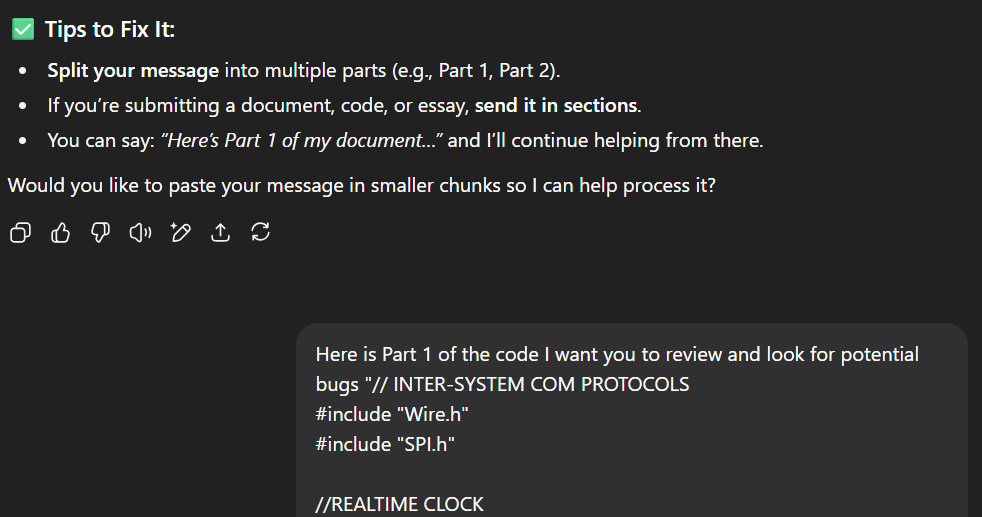 ✅ Tips to Fix It:
• Split your message into multiple parts (e.g., Part 1, Part 2).
• If you’re submitting a document, code, or essay, send it in sections.
• You can say: “Here’s Part 1 of my document…” and I’ll continue helping from there.
Would you like to paste your message in smaller chunks so I can help process it?
Here is Part 1 of the code I want you to review and look for potential
bugs "// INTER-SYSTEM COM PROTOCOLS
#include "Wire.h"
#include "SPI.h"
//REALTIME CLOCK